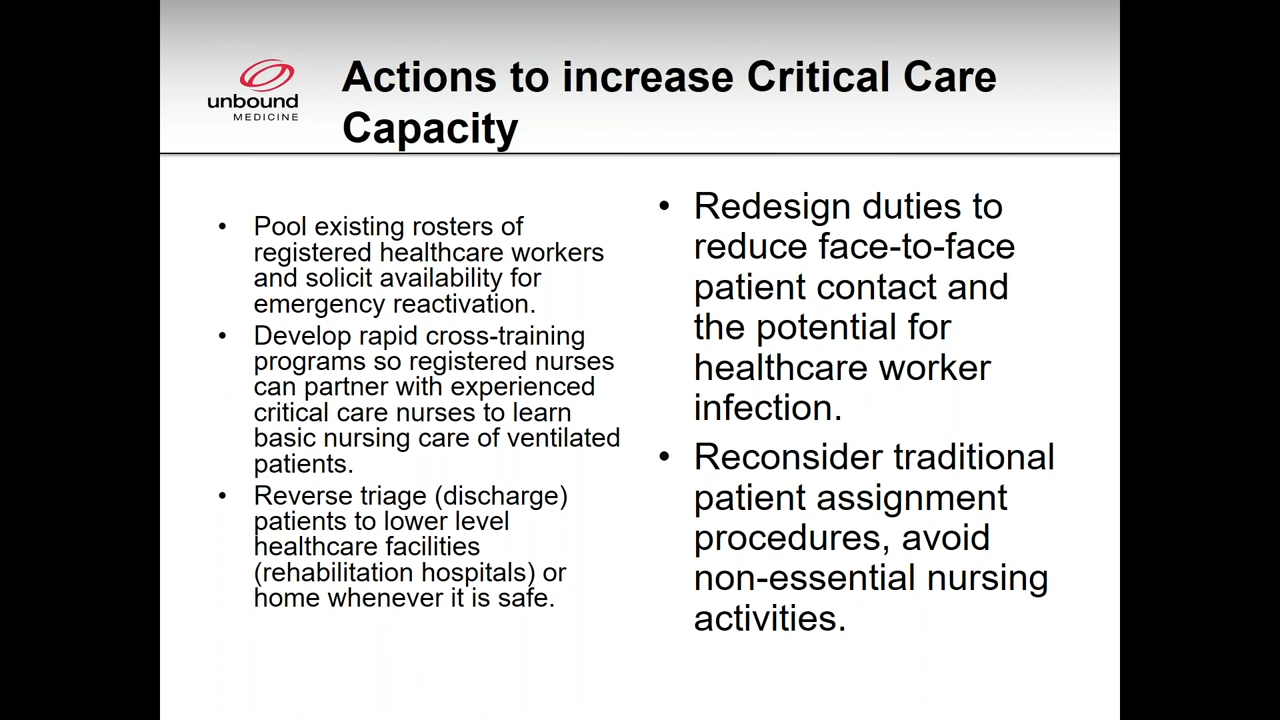 unbound
MEDICINE
Actions to increase Critical Care
Capacity
• Pool existing rosters of
registered healthcare workers
and solicit availability for
emergency reactivation.
• Develop rapid cross-training
programs so registered nurses
can partner with experienced
critical care nurses to learn
basic nursing care of ventilated
patients.
• Reverse triage (discharge)
patients to lower level
healthcare facilities
(rehabilitation hospitals) or
home whenever it is safe.
• Redesign duties to
reduce face-to-face
patient contact and
the potential for
healthcare worker
infection.
• Reconsider traditional
patient assignment
procedures, avoid
non-essential nursing
activities.